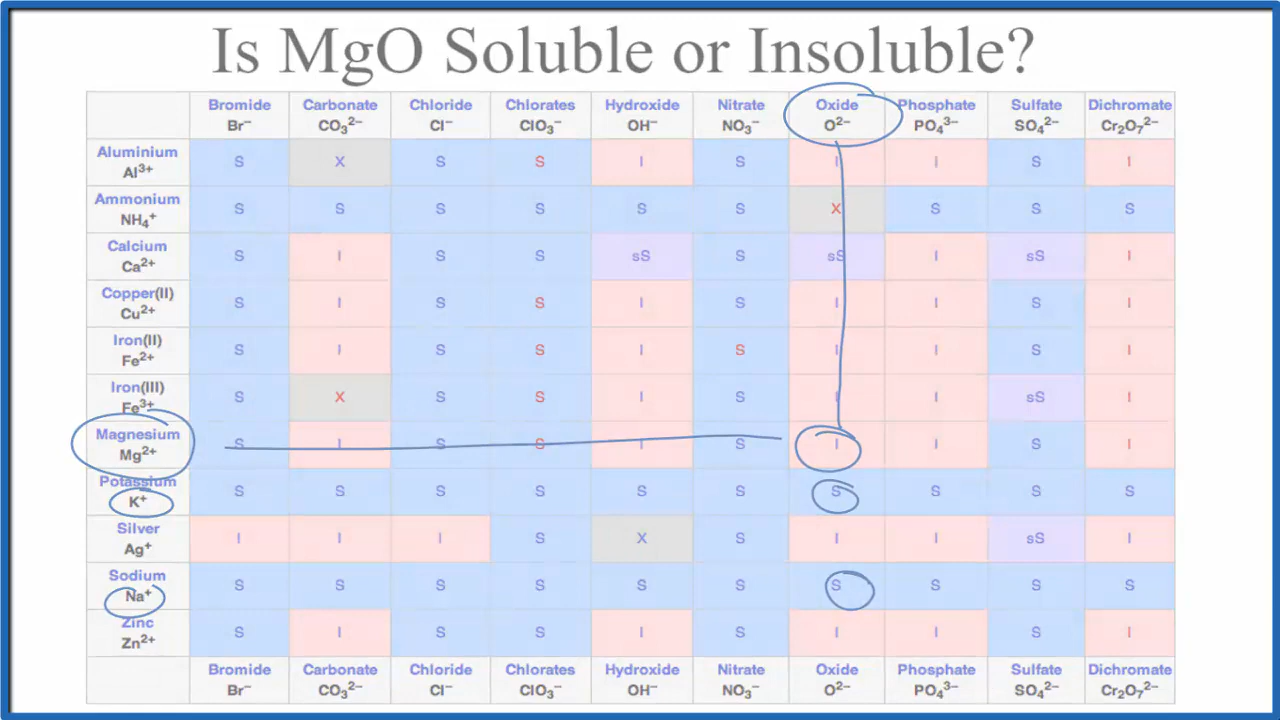 Is MgO Soluble or Insoluble?
Bromide Carbonate Chloride Chlorates Hydroxide Nitrate Oxide Phosphate Sulfate Dichromate
Br⁻ CO₃²⁻ Cl⁻ ClO₃⁻ OH⁻ NO₃⁻ O²⁻ PO₄³⁻ SO₄²⁻ Cr₂O₇²⁻
Aluminium
Al³⁺ S X S S I S I I S I
Ammonium
NH₄⁺ S S S S S S X S S S
Calcium
Ca²⁺ S I S S sS S sS I sS I
Copper(II)
Cu²⁺ S I S S I S I I S I
Iron(II)
Fe²⁺ S I S S I S I I S I
Iron(III)
Fe³⁺ S X S S I S I I sS I
Magnesium
Mg²⁺ S I S S I S I I S I
Potassium
K⁺ S S S S S S S S S S
Silver
Ag⁺ I I I S X S I I sS I
Sodium
Na⁺ S S S S S S S S S S
Zinc
Zn²⁺ S I S S I S I I S I
Bromide Carbonate Chloride Chlorates Hydroxide Nitrate Oxide Phosphate Sulfate Dichromate
Br⁻ CO₃²⁻ Cl⁻ ClO₃⁻ OH⁻ NO₃⁻ O²⁻ PO₄³⁻ SO₄²⁻ Cr₂O₇²⁻